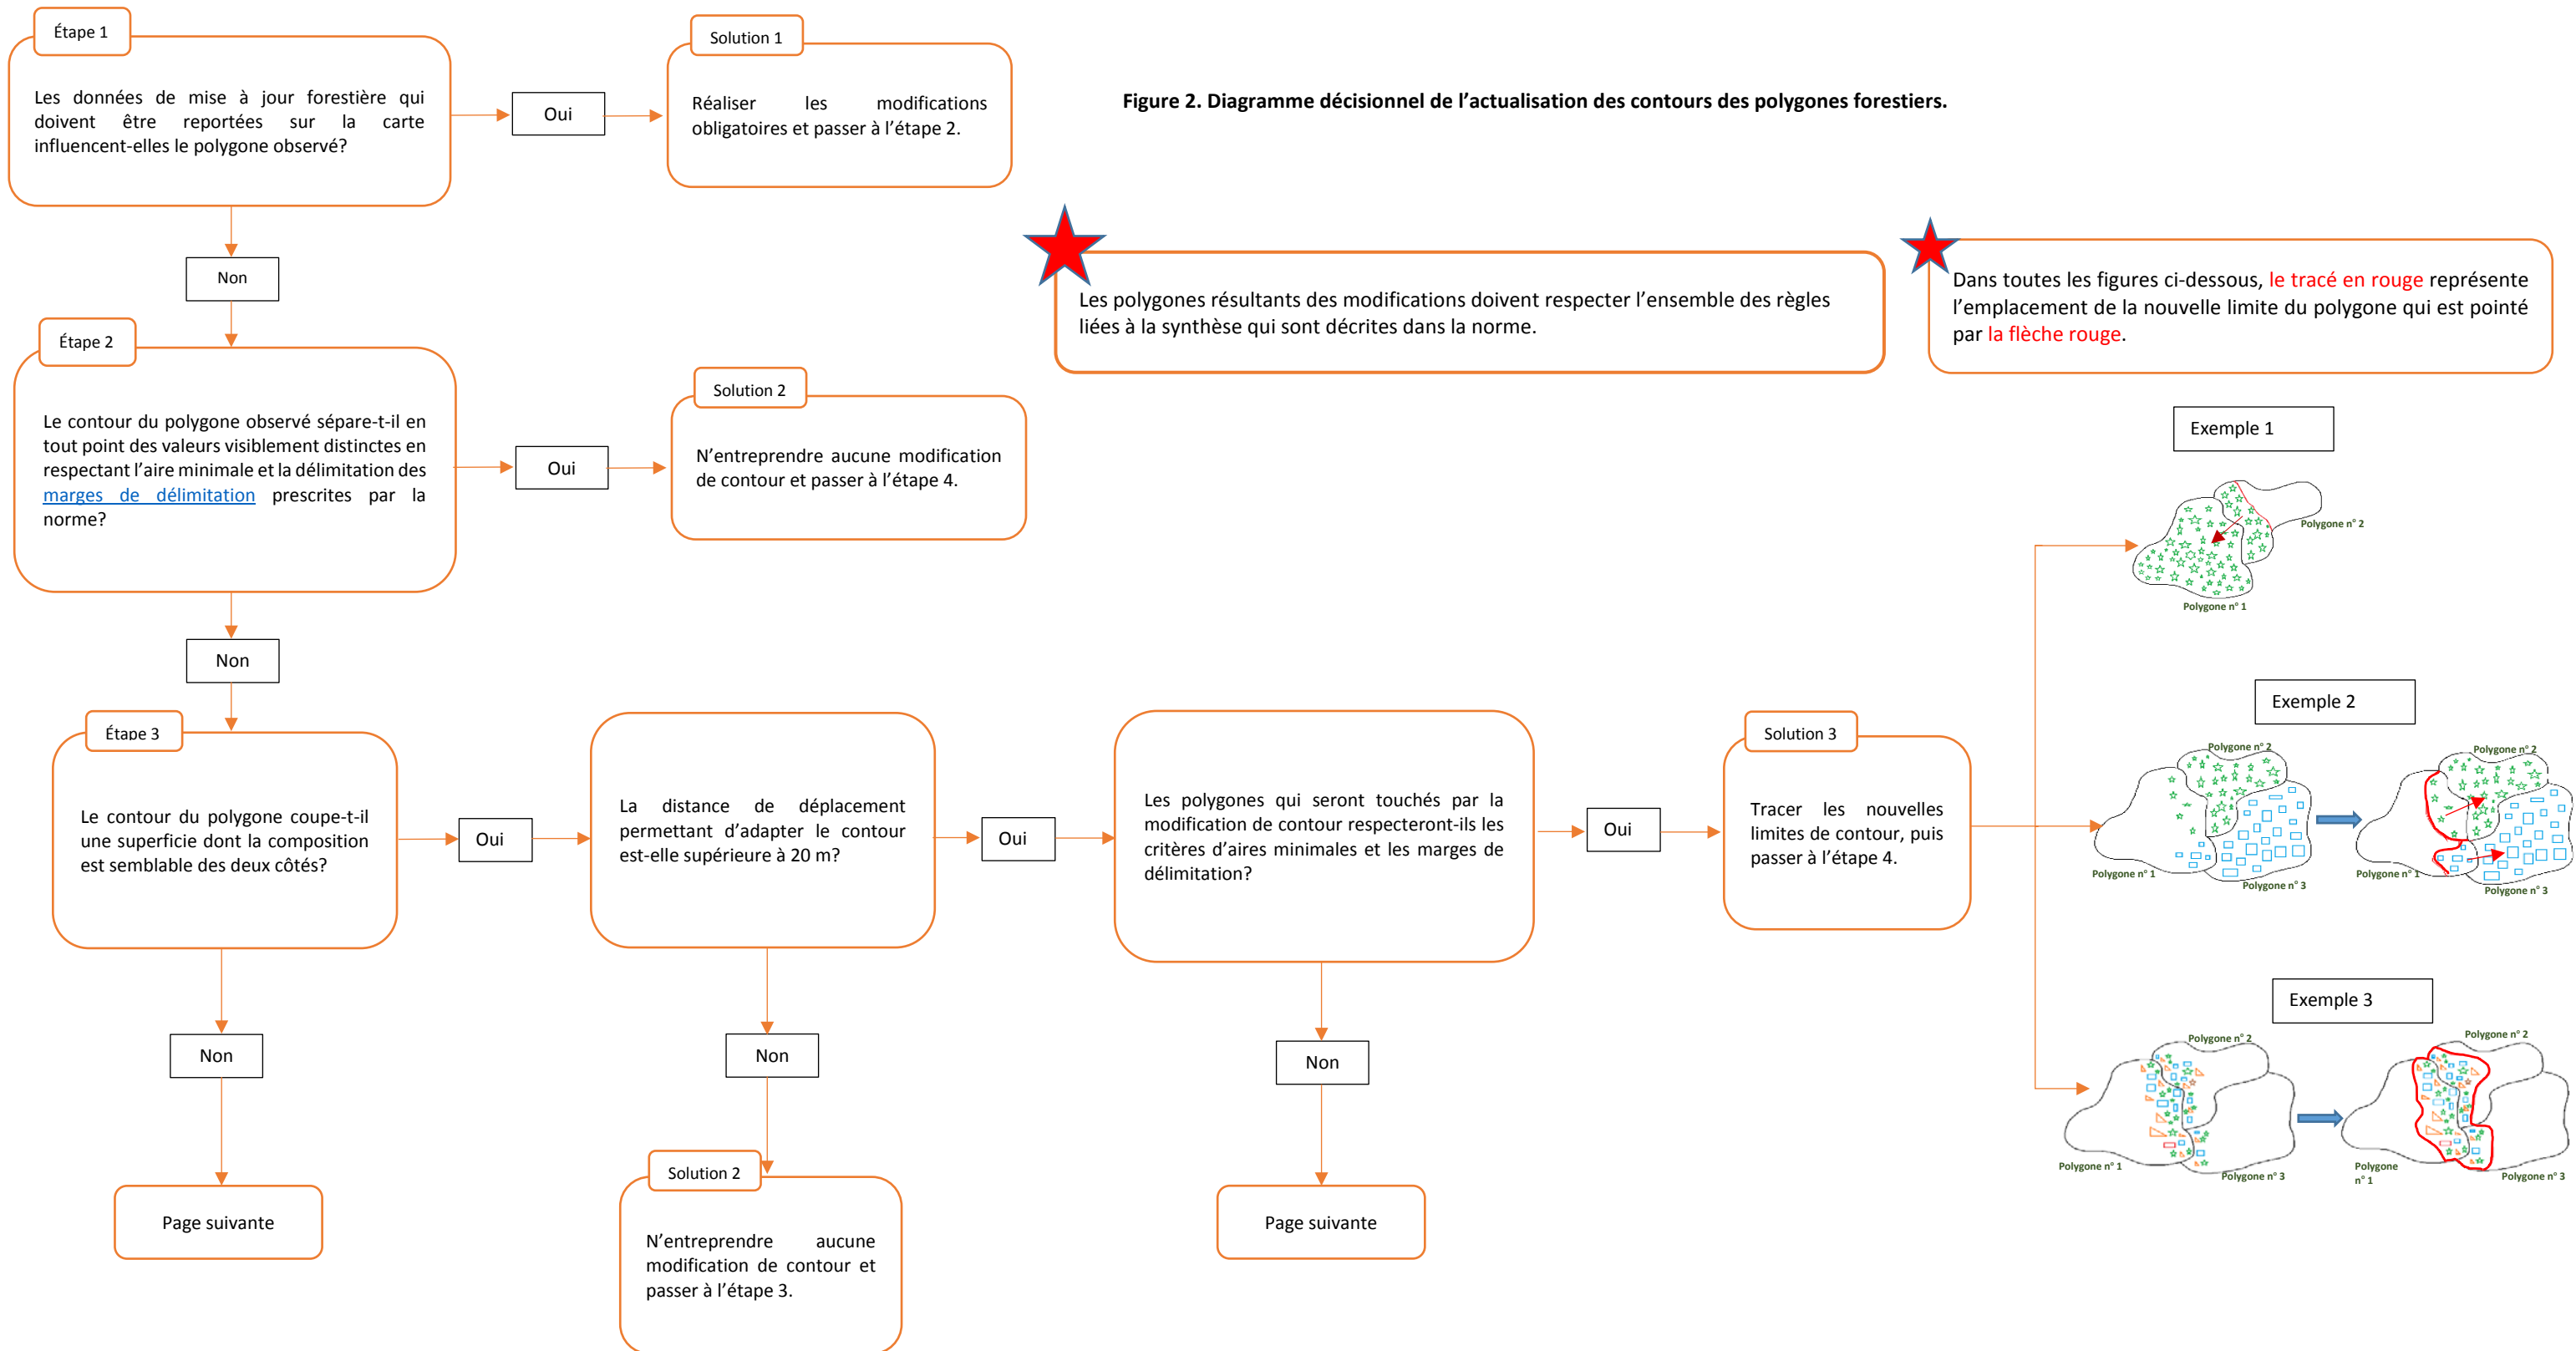 Étape 1
Les données de mise à jour forestière qui
doivent être reportées sur la carte
influencent-elles le polygone observé?
Oui
Solution 1
Réaliser les modifications
obligatoires et passer à l'étape 2.
Figure 2. Diagramme décisionnel de l'actualisation des contours des polygones forestiers.
Non
Les polygones résultants des modifications doivent respecter l'ensemble des règles
liées à la synthèse qui sont décrites dans la norme.
Dans toutes les figures ci-dessous, le tracé en rouge représente
l'emplacement de la nouvelle limite du polygone qui est pointé
par la flèche rouge.
Étape 2
Le contour du polygone observé sépare-t-il en
tout point des valeurs visiblement distinctes en
respectant l'aire minimale et la délimitation des
marges de délimitation prescrites par la
norme?
Oui
Solution 2
N'entreprendre aucune modification
de contour et passer à l'étape 4.
Exemple 1
Polygone n° 2
Polygone n° 1
Non
Étape 3
Le contour du polygone coupe-t-il
une superficie dont la composition
est semblable des deux côtés?
Oui
La distance de déplacement
permettant d'adapter le contour
est-elle supérieure à 20 m?
Oui
Les polygones qui seront touchés par la
modification de contour respecteront-ils les
critères d'aires minimales et les marges de
délimitation?
Oui
Solution 3
Tracer les nouvelles
limites de contour, puis
passer à l'étape 4.
Exemple 2
Polygone n° 2
Polygone n° 1
Polygone n° 3
Polygone n° 2
Polygone n° 1
Polygone n° 3
Exemple 3
Polygone n° 2
Polygone n° 1
Polygone n° 3
Polygone n° 2
Polygone
n° 1
Polygone n° 3
Non
Non
Non
Page suivante
Solution 2
N'entreprendre aucune
modification de contour et
passer à l'étape 3.
Page suivante